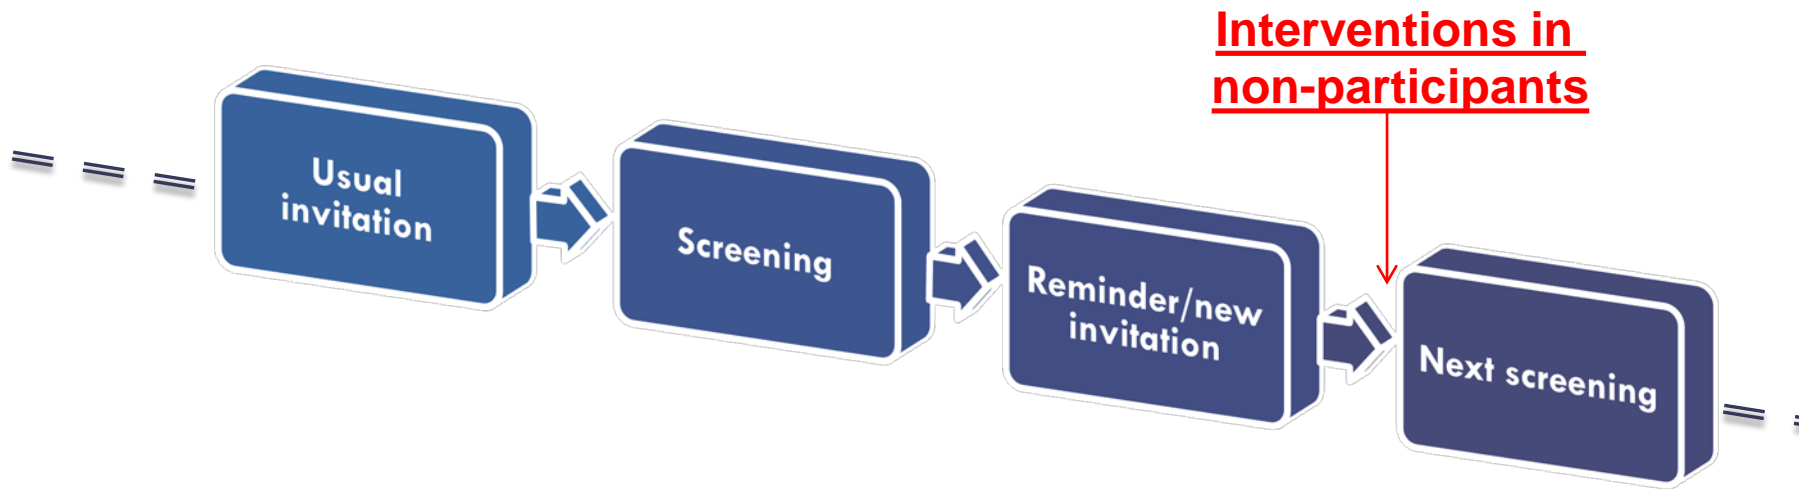 Interventions in
non-participants
Usual
invitation
Screening
Reminder/new
invitation
Next screening